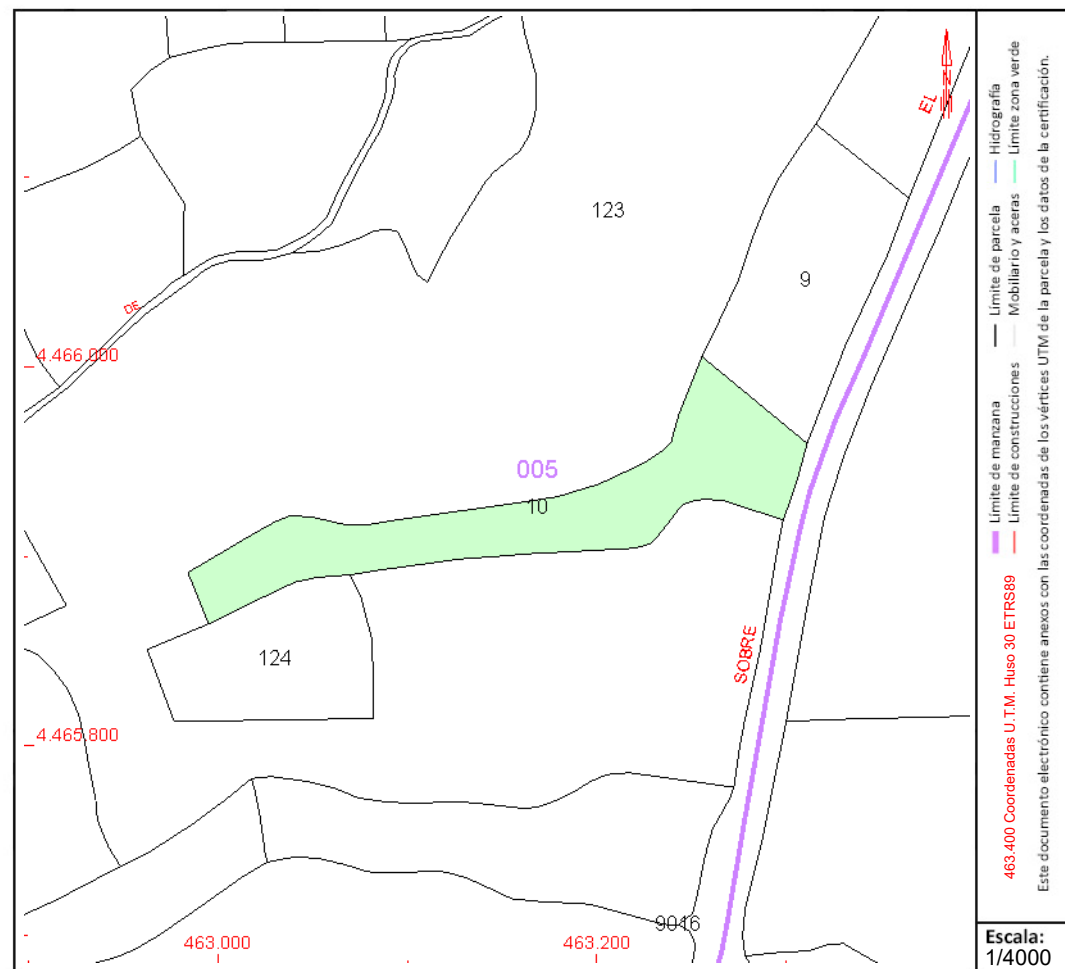 EL
123
9
DE
4.466.000
005
10
124
SOBRE
4.465.800
9016
463.000
463.200
Límite de manzana
Límite de parcela
Hidrografía
Límite de construcciones
Mobiliario y aceras
Límite zona verde
463.400 Coordenadas U.T.M. Huso 30 ETRS89
Este documento electrónico contiene anexos con las coordenadas de los vértices UTM de la parcela y los datos de la certificación.
Escala:
1/4000